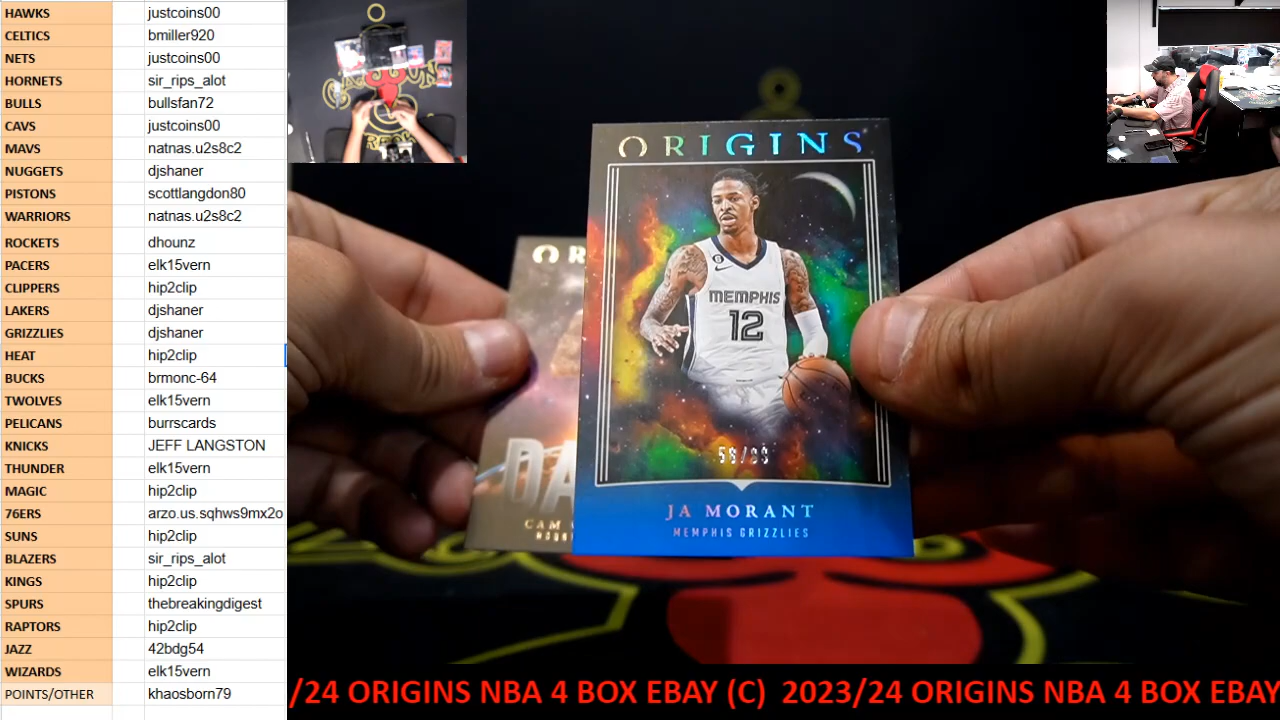 HAWKS justcoins00
CELTICS bmiller920
NETS justcoins00
HORNETS sir_rips_alot
BULLS bullsfan72
CAVS justcoins00
MAVS natnas.u2s8c2
NUGGETS djshaner
PISTONS scottlangdon80
WARRIORS natnas.u2s8c2
ROCKETS dhounz
PACERS elk15vern
CLIPPERS hip2clip
LAKERS djshaner
GRIZZLIES djshaner
HEAT hip2clip
BUCKS brmonc-64
TWOLVES elk15vern
PELICANS burrscards
KNICKS JEFF LANGSTON
THUNDER elk15vern
MAGIC hip2clip
76ERS arzo.us.sqhws9mx2o
SUNS hip2clip
BLAZERS sir_rips_alot
KINGS hip2clip
SPURS thebreakingdigest
RAPTORS hip2clip
JAZZ 42bdg54
WIZARDS elk15vern
POINTS/OTHER khaosborn79
ORIGINS
MEMPHIS
12
JA MORANT
MEMPHIS GRIZZLIES
OR
DA
CAM
/24 ORIGINS NBA 4 BOX EBAY (C) 2023/24 ORIGINS NBA 4 BOX EBAY